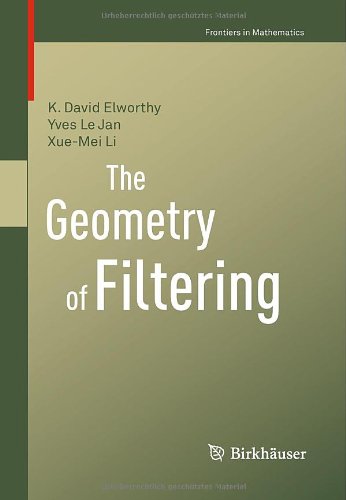 Urheberrechtlich geschütztes Material
Urheberrechtlich geschütztes Material
Frontiers in Mathematics
K. David Elworthy
Yves Le Jan
Xue-Mei Li
The
Geometry
of Filtering
Birkhäuser